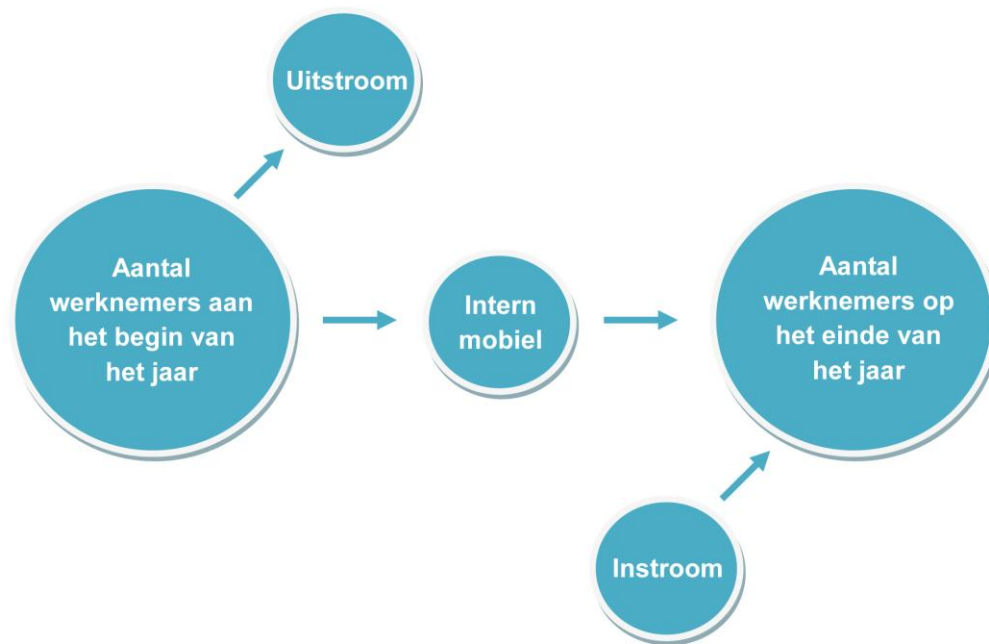 Uitstroom
Aantal
werknemers aan
het begin van
het jaar
Intern
mobiel
Aantal
werknemers op
het einde van
het jaar
Instroom